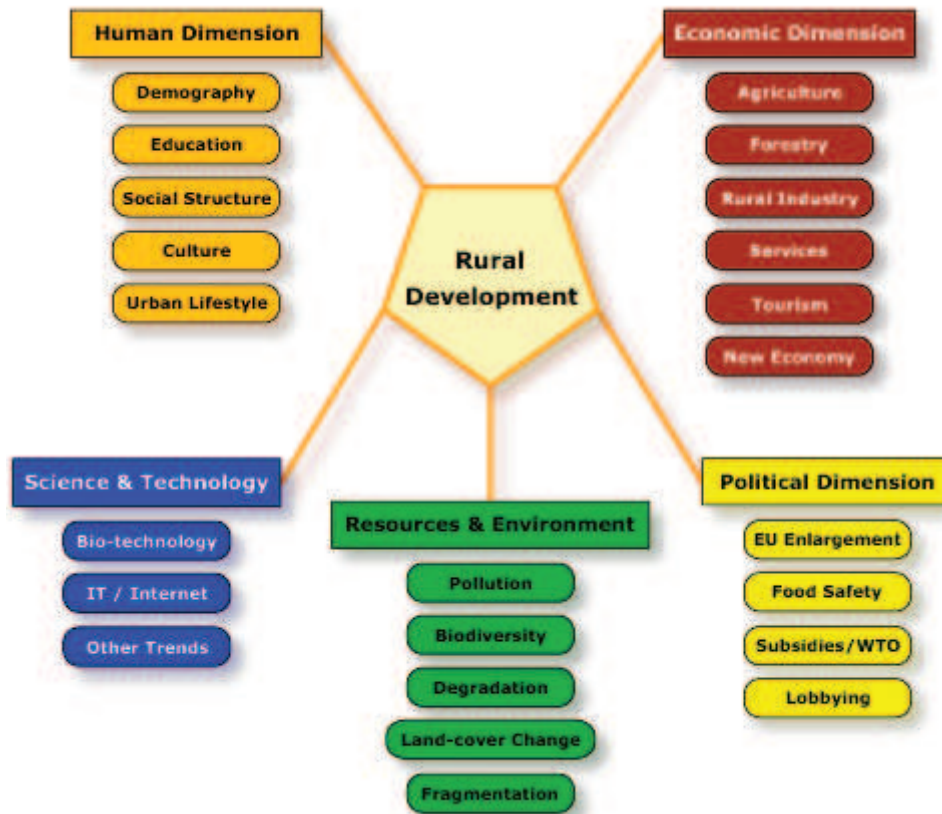 Human Dimension
Demography
Education
Social Structure
Culture
Urban Lifestyle
Economic Dimension
Agriculture
Forestry
Rural Industry
Services
Tourism
New Economy
Rural
Development
Science & Technology
Bio-technology
IT / Internet
Other Trends
Resources & Environment
Pollution
Biodiversity
Degradation
Land-cover Change
Fragmentation
Political Dimension
EU Enlargement
Food Safety
Subsidies/WTO
Lobbying